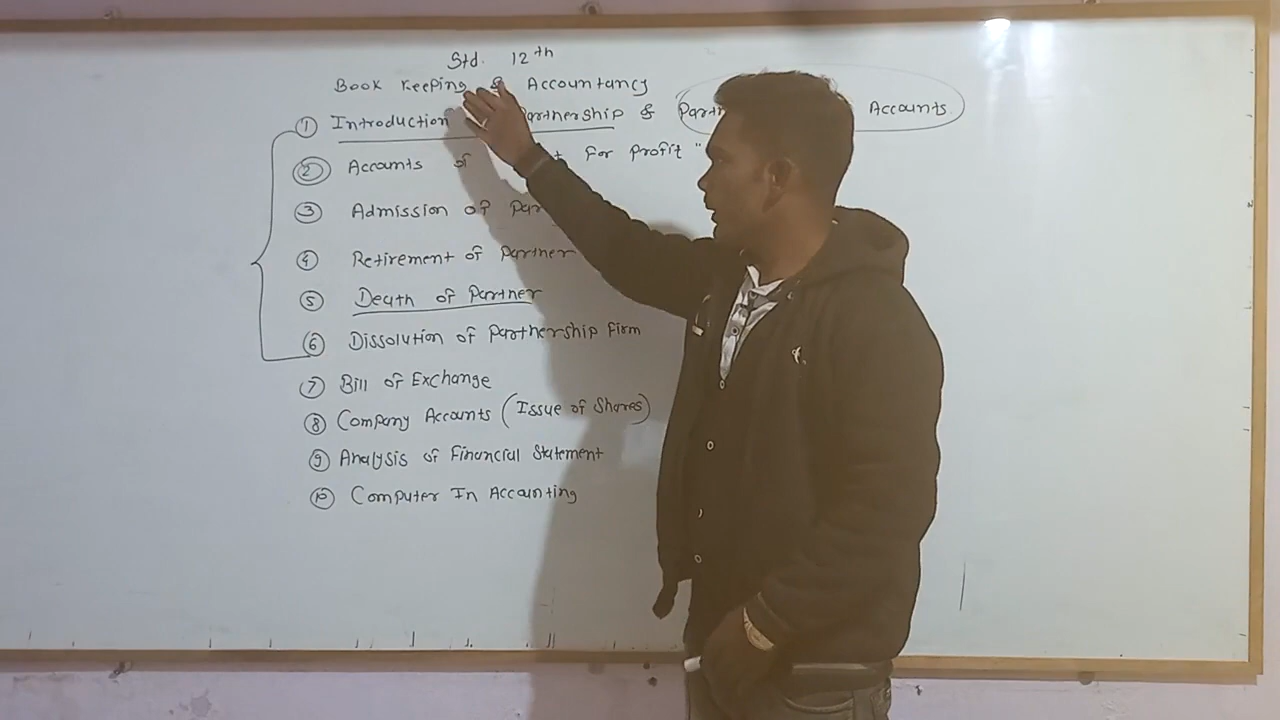 Std. 12th
Book Keeping & Accountancy
① Introduction Partnership & Accounts
② Accounts of For Profit "
③ Admission of
④ Retirement of Partner
⑤ Death of Partner
⑥ Dissolution of Partnership Firm
⑦ Bill of Exchange
⑧ Company Accounts (Issue of Shares)
⑨ Analysis of Financial Statement
⑩ Computer In Accounting